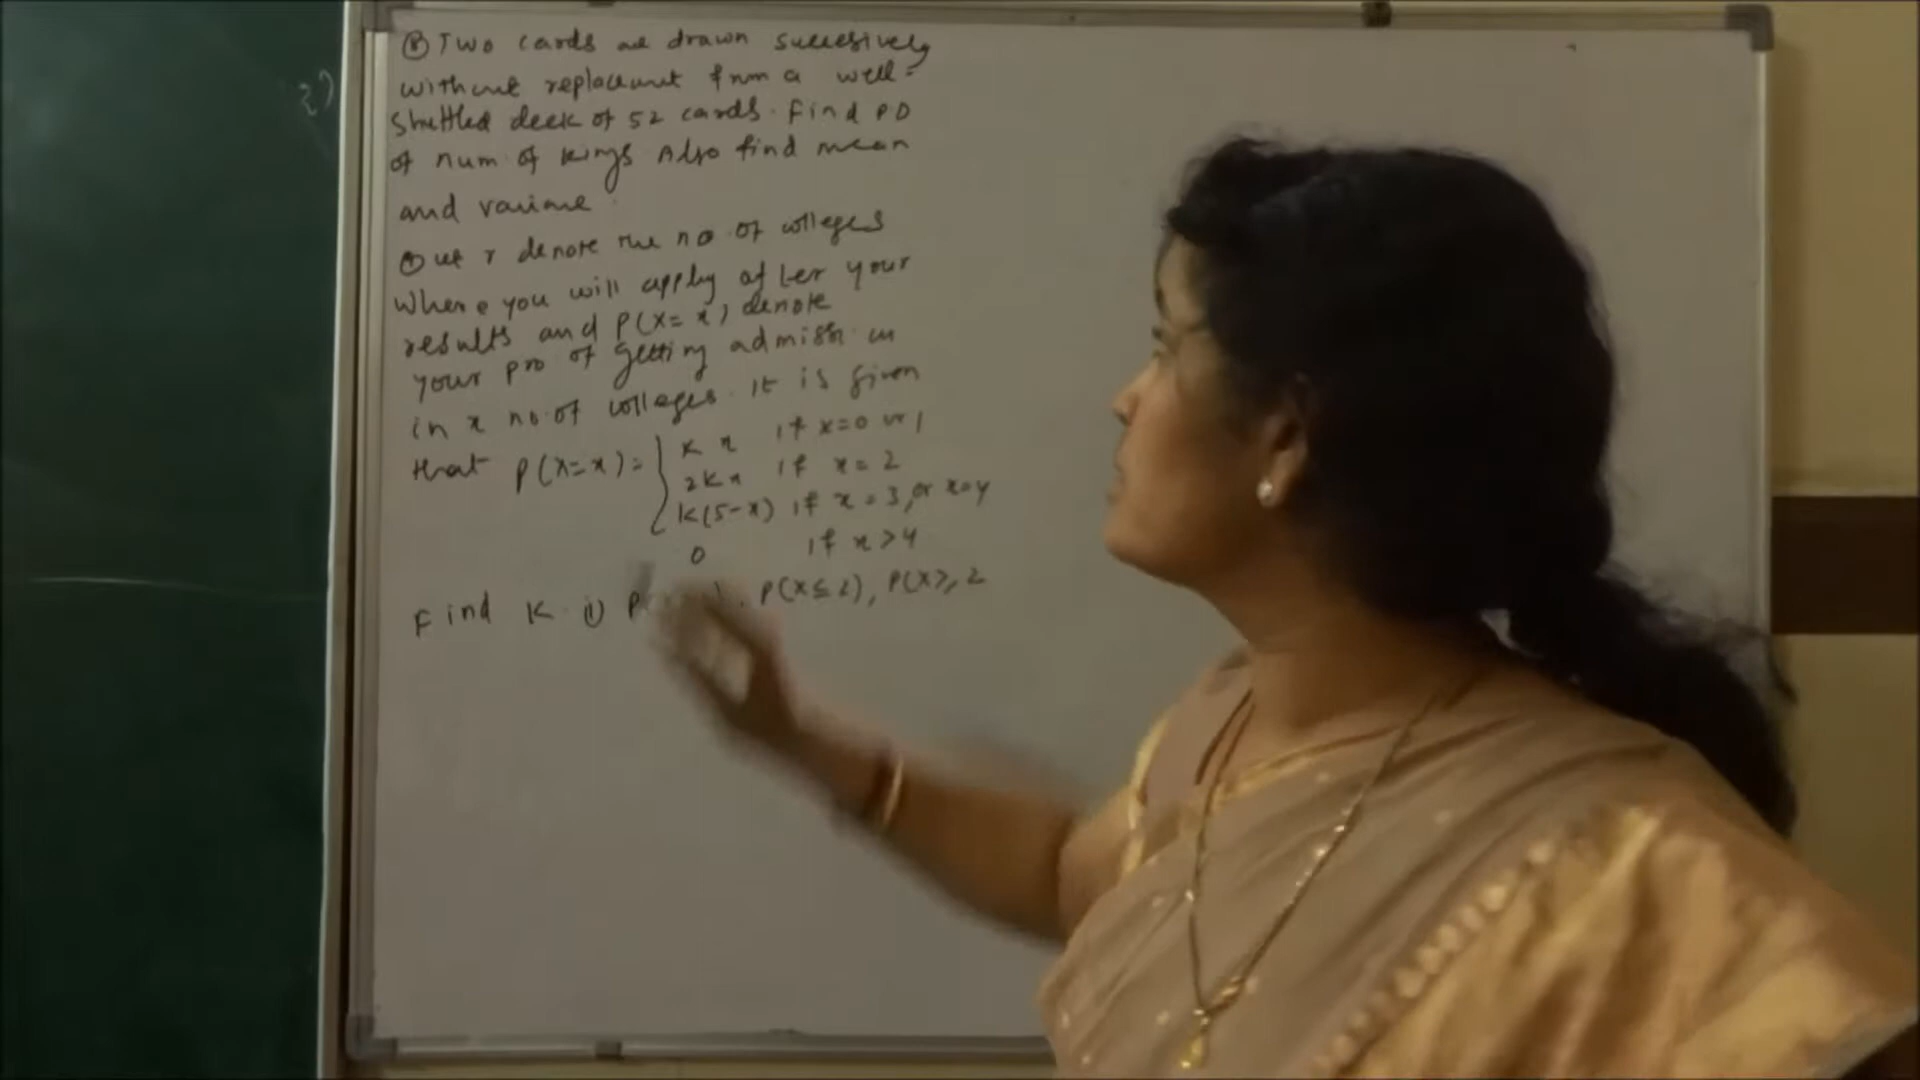 ⑧ Two cards are drawn successively
without replacement from a well-
shuffled deck of 52 cards. Find PD
of num. of kings Also find mean
and variance.
Let X denote the no. of colleges
where you will apply after your
results and P(X=x) denote
your pro of getting admissn in
in x no. of colleges. It is given
that P(X=x)= kx if x=0 or 1
2kx if x=2
k(5-x) if x=3, or x=4
0 if x>4
Find K. (i) P( ), P(X≤2), P(X≥2
2)